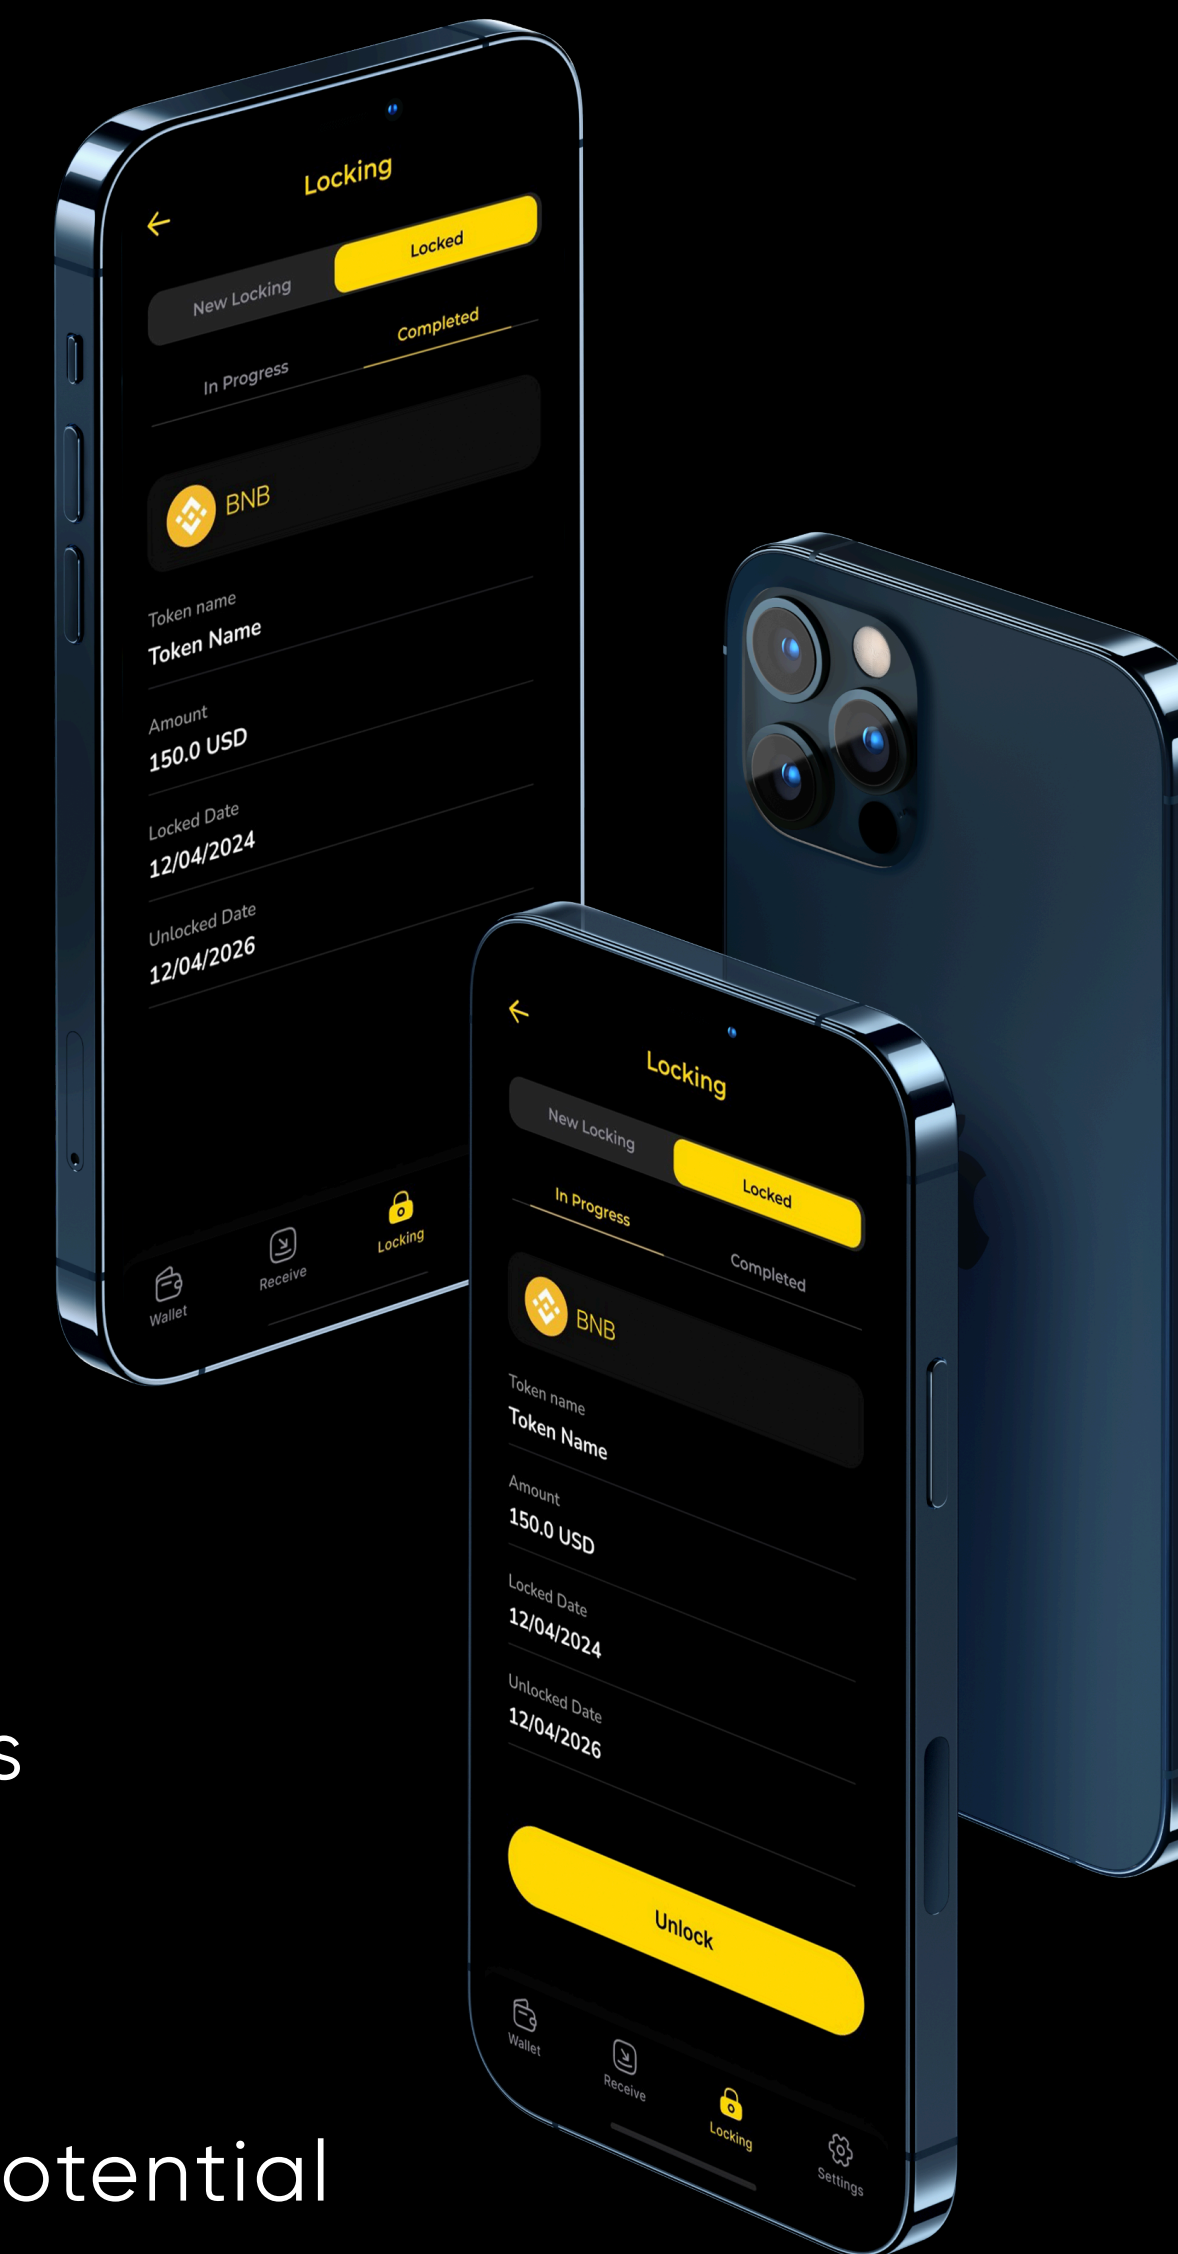 Locking
New Locking
Locked
In Progress
Completed
BNB
Token name
Token Name
Amount
150.0 USD
Locked Date
12/04/2024
Unlocked Date
12/04/2026
Wallet
Receive
Locking
Locking
New Locking
Locked
In Progress
Completed
BNB
Token name
Token Name
Amount
150.0 USD
Locked Date
12/04/2024
Unlocked Date
12/04/2026
Unlock
Wallet
Receive
Locking
Settings
s
otential